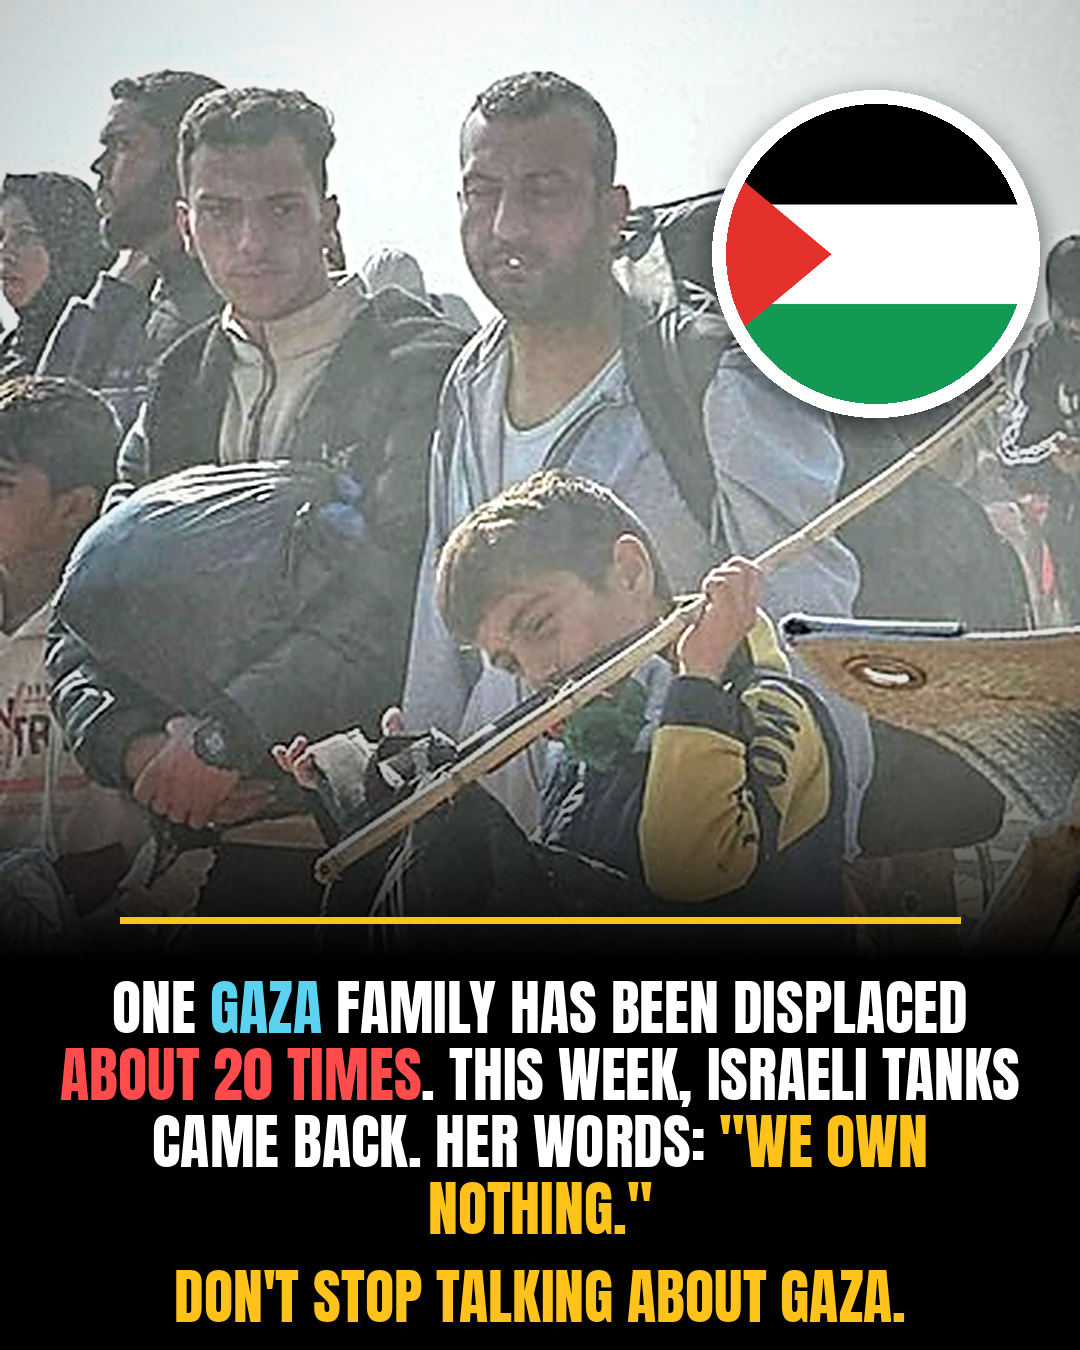 ONE GAZA FAMILY HAS BEEN DISPLACED
ABOUT 20 TIMES. THIS WEEK, ISRAELI TANKS
CAME BACK. HER WORDS: "WE OWN
NOTHING."
DON'T STOP TALKING ABOUT GAZA.